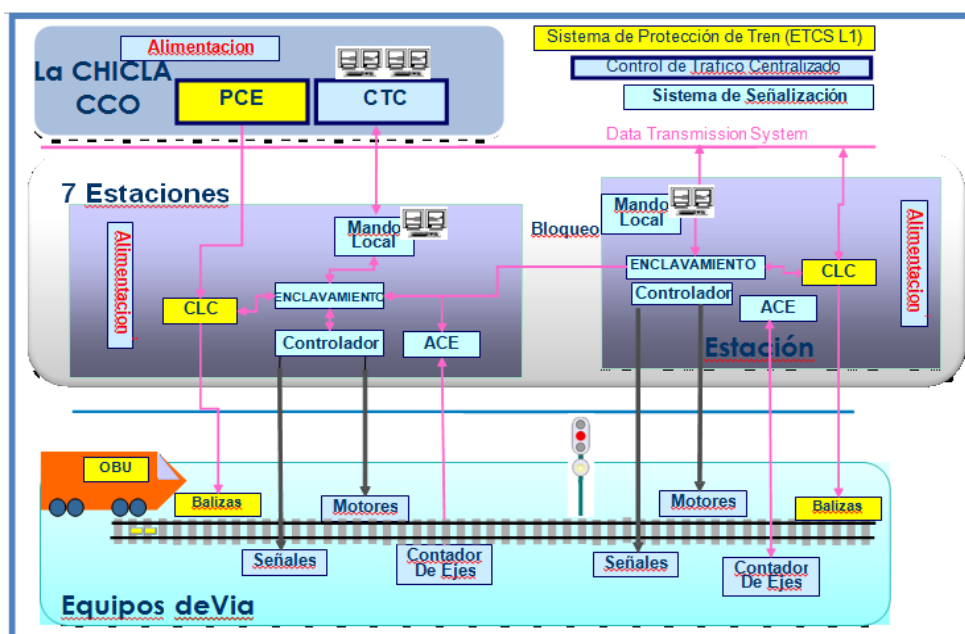 Alimentacion
La CHICLA
CCO
PCE
CTC
Sistema de Protección de Tren (ETCS L1)
Control de Trafico Centralizado
Sistema de Señalización
Data Transmission System
7 Estaciones
Alimentacion
Mando
Local
CLC
ENCLAVAMIENTO
Controlador
ACE
Bloqueo
Mando
Local
ENCLAVAMIENTO
Controlador
CLC
ACE
Alimentacion
Estación
OBU
Balizas
Motores
Señales
Contador
De Ejes
Motores
Balizas
Señales
Contador
De Ejes
Equipos deVia